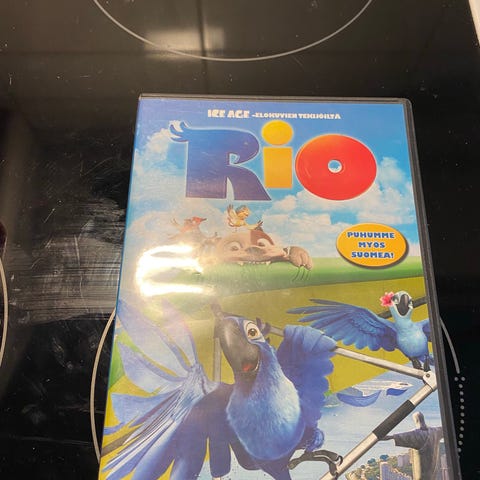 ICE AGE -ELOKUVIEN TEKIJÖILTÄ
RiO
PUHUMME
MYÖS
SUOMEA!